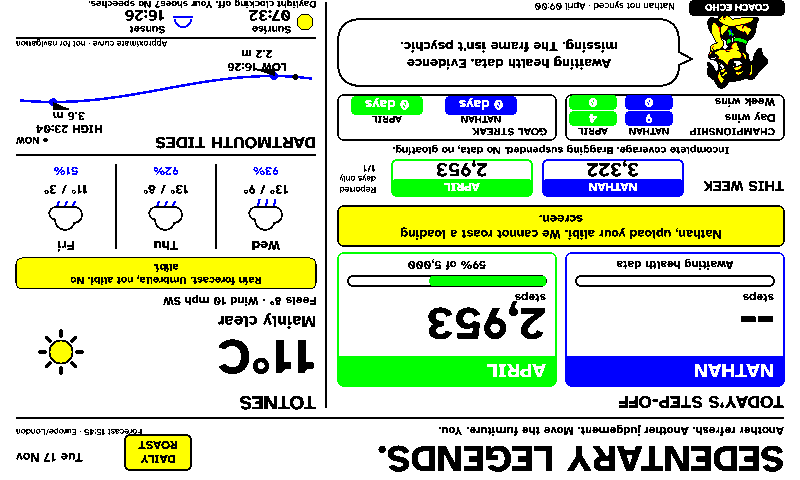 SEDENTARY LEGENDS.
Another refresh. Another judgement. Move the furniture. You.
DAILY
ROAST
Tue 17 Nov
Forecast 15:45 · Europe/London
TODAY'S STEP-OFF
NATHAN
--
steps
Awaiting health data
APRIL
2,953
steps
59% of 5,000
Nathan, upload your alibi. We cannot roast a loading
screen.
THIS WEEK
NATHAN
3,322
APRIL
2,953
Reported
days only
1/1
Incomplete coverage. Bragging suspended. No data, no gloating.
CHAMPIONSHIP
NATHAN
APRIL
Day wins
9
4
Week wins
0
0
GOAL STREAK
NATHAN
0 days
APRIL
0 days
COACH ECHO
Awaiting health data. Evidence
missing. The frame isn't psychic.
Nathan not synced · April 09:00
TOTNES
11°C
Mainly clear
Feels 8° · Wind 10 mph SW
Rain forecast. Umbrella, not alibi. No
alibi.
Wed
13° / 9°
93%
Thu
13° / 8°
92%
Fri
11° / 3°
51%
DARTMOUTH TIDES
• NOW
HIGH 23:04
3.6 m
LOW 16:26
2.2 m
Approximate curve · not for navigation
Sunrise
07:32
Sunset
16:26
Daylight clocking off. Your shoes? Never